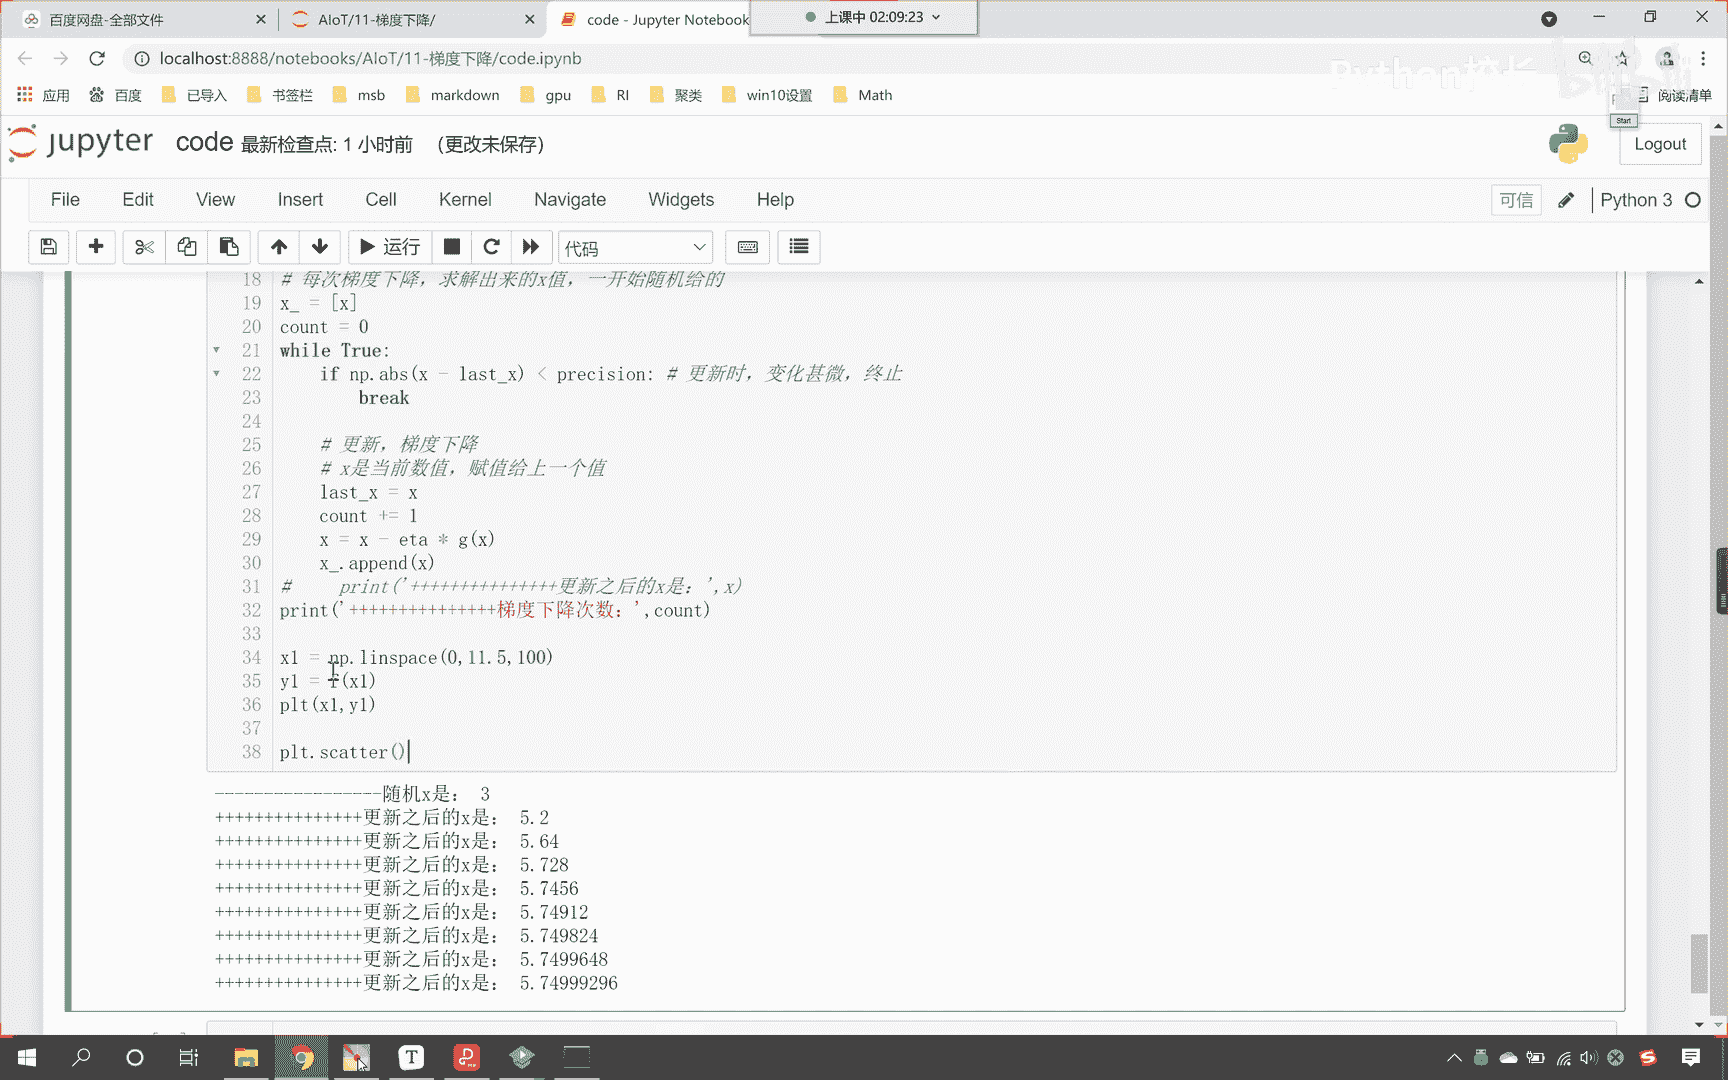 百度网盘-全部文件
AIoT/11-梯度下降/
code - Jupyter Notebook
上课中 02:09:23
localhost:8888/notebooks/AIoT/11-梯度下降/code.ipynb
应用 百度 已导入 书签栏 msb markdown gpu RI 聚类 win10设置 Math 阅读清单
Start
jupyter code 最新检查点: 1 小时前 (更改未保存)
Logout
File Edit View Insert Cell Kernel Navigate Widgets Help
可信 Python 3
运行 代码
18 # 每次梯度下降，求解出来的x值，一开始随机给的
19 x_ = [x]
20 count = 0
21 while True:
22 if np.abs(x - last_x) < precision: # 更新时，变化甚微，终止
23 break
24
25 # 更新，梯度下降
26 # x是当前数值，赋值给上一个值
27 last_x = x
28 count += 1
29 x = x - eta * g(x)
30 x_.append(x)
31 # print('+++++++++++++++更新之后的x是：',x)
32 print('+++++++++++++++梯度下降次数：',count)
33
34 x1 = np.linspace(0,11.5,100)
35 y1 = f(x1)
36 plt(x1,y1)
37
38 plt.scatter()
-----------------随机x是： 3
+++++++++++++++更新之后的x是： 5.2
+++++++++++++++更新之后的x是： 5.64
+++++++++++++++更新之后的x是： 5.728
+++++++++++++++更新之后的x是： 5.7456
+++++++++++++++更新之后的x是： 5.74912
+++++++++++++++更新之后的x是： 5.749824
+++++++++++++++更新之后的x是： 5.7499648
+++++++++++++++更新之后的x是： 5.74999296